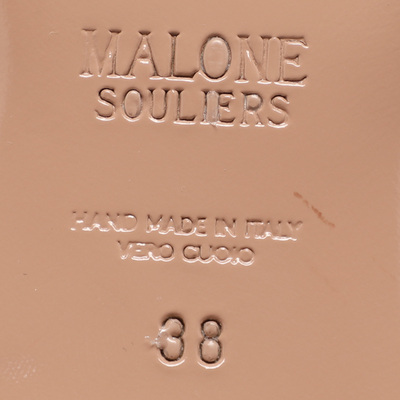 MALONE
SOULIERS
HAND MADE IN ITALY
VERO CUOIO
38